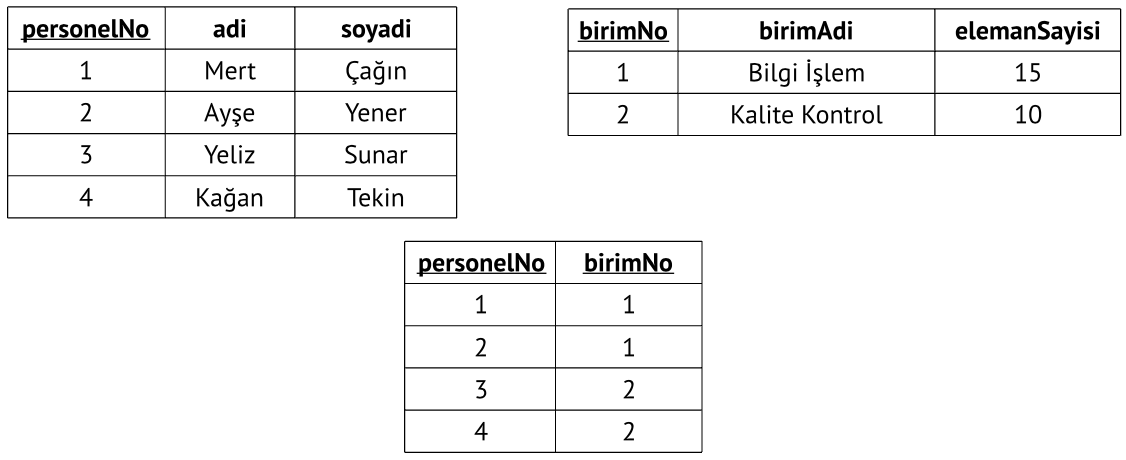 personelNo adi soyadi
1 Mert Çağın
2 Ayşe Yener
3 Yeliz Sunar
4 Kağan Tekin
birimNo birimAdi elemanSayisi
1 Bilgi İşlem 15
2 Kalite Kontrol 10
personelNo birimNo
1 1
2 1
3 2
4 2